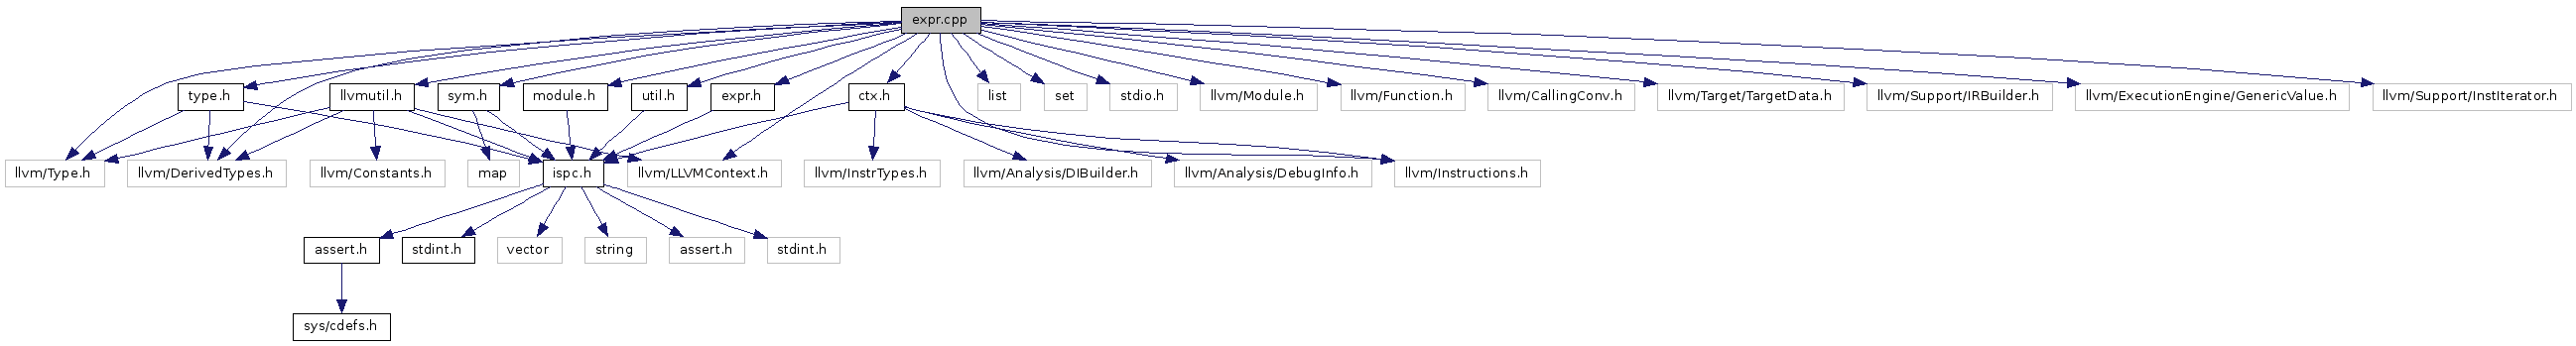 expr.cpp
type.h
llvmutil.h
sym.h
module.h
util.h
expr.h
ctx.h
list
set
stdio.h
llvm/Module.h
llvm/Function.h
llvm/CallingConv.h
llvm/Target/TargetData.h
llvm/Support/IRBuilder.h
llvm/ExecutionEngine/GenericValue.h
llvm/Support/InstIterator.h
llvm/Type.h
llvm/DerivedTypes.h
llvm/Constants.h
map
ispc.h
llvm/LLVMContext.h
llvm/InstrTypes.h
llvm/Analysis/DIBuilder.h
llvm/Analysis/DebugInfo.h
llvm/Instructions.h
assert.h
stdint.h
vector
string
assert.h
stdint.h
sys/cdefs.h